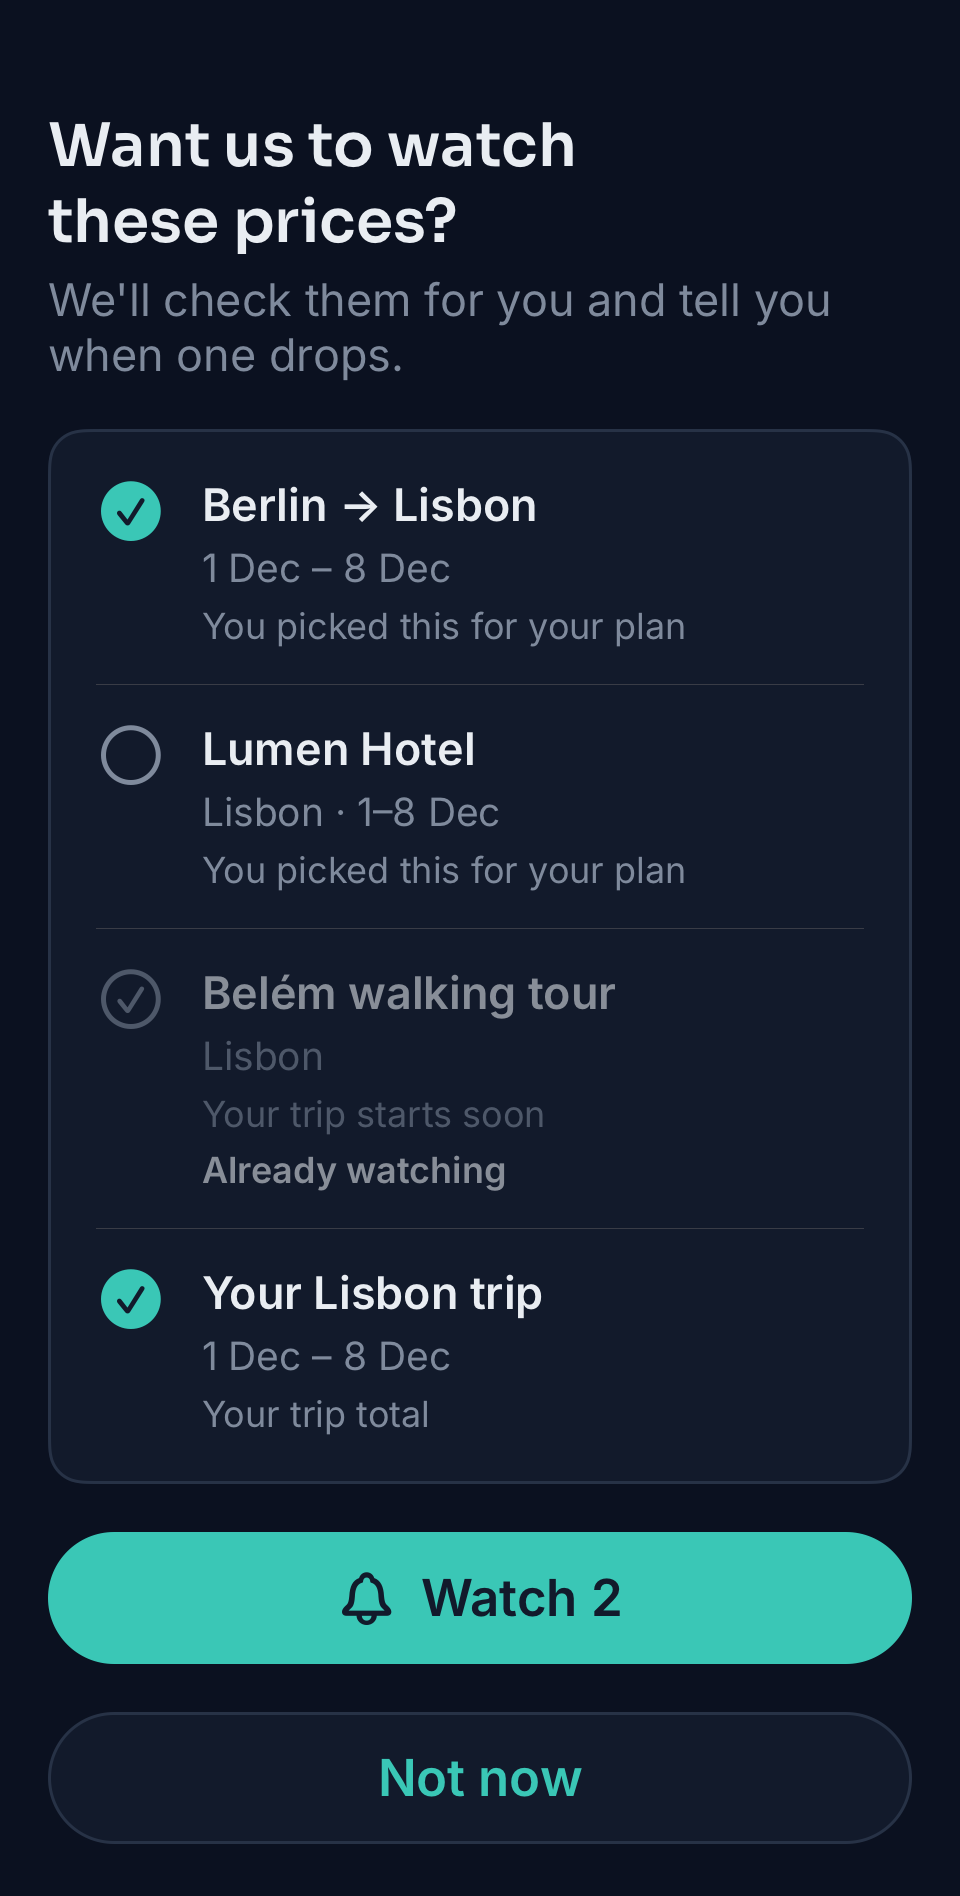 Want us to watch
these prices?
We'll check them for you and tell you
when one drops.
Berlin → Lisbon
1 Dec – 8 Dec
You picked this for your plan
Lumen Hotel
Lisbon · 1–8 Dec
You picked this for your plan
Belém walking tour
Lisbon
Your trip starts soon
Already watching
Your Lisbon trip
1 Dec – 8 Dec
Your trip total
Watch 2
Not now